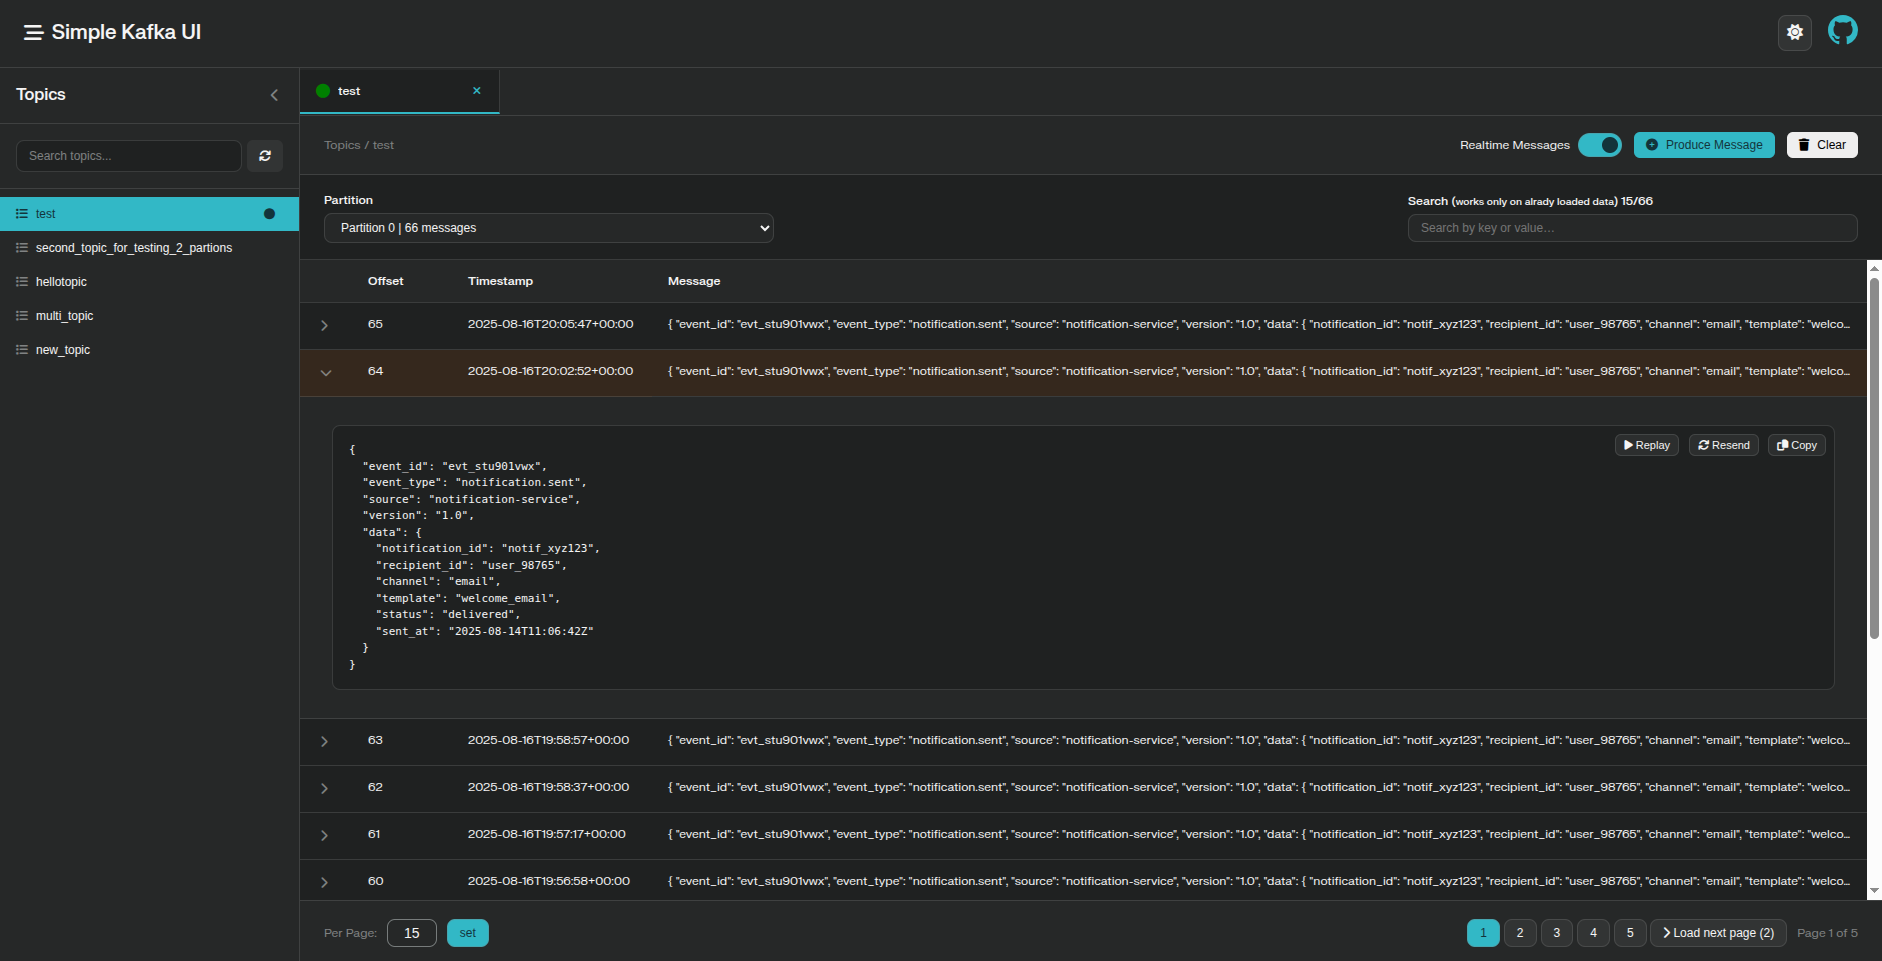 Simple Kafka UI
Topics
test ×
Topics / test
Realtime Messages Produce Message Clear
Search topics...
test
second_topic_for_testing_2_partions
hellotopic
multi_topic
new_topic
Partition
Partition 0 | 66 messages
Search (works only on alrady loaded data) 15/66
Search by key or value…
Offset Timestamp Message
65 2025-08-16T20:05:47+00:00 { "event_id": "evt_stu901vwx", "event_type": "notification.sent", "source": "notification-service", "version": "1.0", "data": { "notification_id": "notif_xyz123", "recipient_id": "user_98765", "channel": "email", "template": "welco...
64 2025-08-16T20:02:52+00:00 { "event_id": "evt_stu901vwx", "event_type": "notification.sent", "source": "notification-service", "version": "1.0", "data": { "notification_id": "notif_xyz123", "recipient_id": "user_98765", "channel": "email", "template": "welco...
Replay Resend Copy
{
  "event_id": "evt_stu901vwx",
  "event_type": "notification.sent",
  "source": "notification-service",
  "version": "1.0",
  "data": {
    "notification_id": "notif_xyz123",
    "recipient_id": "user_98765",
    "channel": "email",
    "template": "welcome_email",
    "status": "delivered",
    "sent_at": "2025-08-14T11:06:42Z"
  }
}
63 2025-08-16T19:58:57+00:00 { "event_id": "evt_stu901vwx", "event_type": "notification.sent", "source": "notification-service", "version": "1.0", "data": { "notification_id": "notif_xyz123", "recipient_id": "user_98765", "channel": "email", "template": "welco...
62 2025-08-16T19:58:37+00:00 { "event_id": "evt_stu901vwx", "event_type": "notification.sent", "source": "notification-service", "version": "1.0", "data": { "notification_id": "notif_xyz123", "recipient_id": "user_98765", "channel": "email", "template": "welco...
61 2025-08-16T19:57:17+00:00 { "event_id": "evt_stu901vwx", "event_type": "notification.sent", "source": "notification-service", "version": "1.0", "data": { "notification_id": "notif_xyz123", "recipient_id": "user_98765", "channel": "email", "template": "welco...
60 2025-08-16T19:56:58+00:00 { "event_id": "evt_stu901vwx", "event_type": "notification.sent", "source": "notification-service", "version": "1.0", "data": { "notification_id": "notif_xyz123", "recipient_id": "user_98765", "channel": "email", "template": "welco...
Per Page: 15 set
1 2 3 4 5 Load next page (2) Page 1 of 5